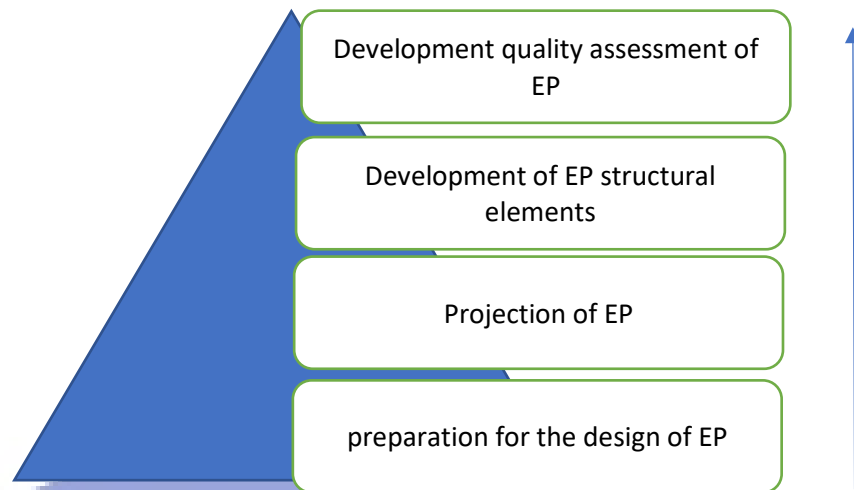 Development quality assessment of
EP
Development of EP structural
elements
Projection of EP
preparation for the design of EP